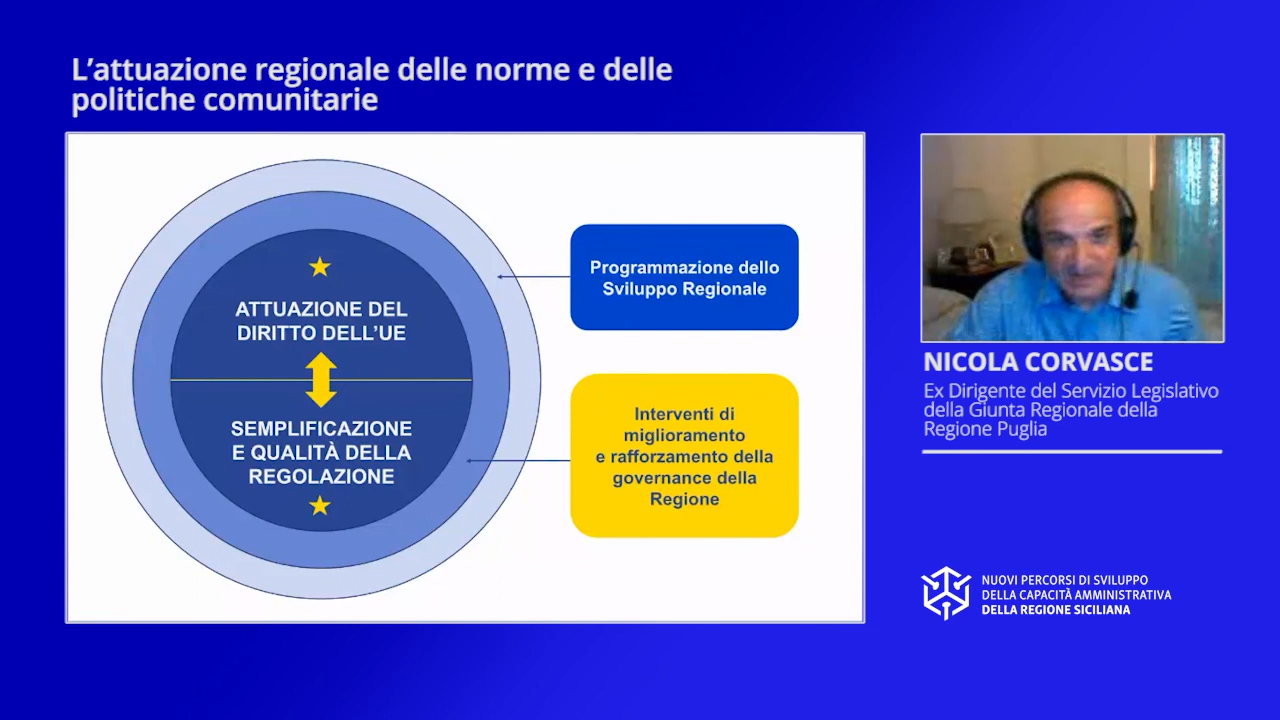 L’attuazione regionale delle norme e delle
politiche comunitarie
ATTUAZIONE DEL
DIRITTO DELL’UE
SEMPLIFICAZIONE
E QUALITÀ DELLA
REGOLAZIONE
Programmazione dello
Sviluppo Regionale
Interventi di
miglioramento
e rafforzamento della
governance della
Regione
NICOLA CORVASCE
Ex Dirigente del Servizio Legislativo
della Giunta Regionale della
Regione Puglia
NUOVI PERCORSI DI SVILUPPO
DELLA CAPACITÀ AMMINISTRATIVA
DELLA REGIONE SICILIANA